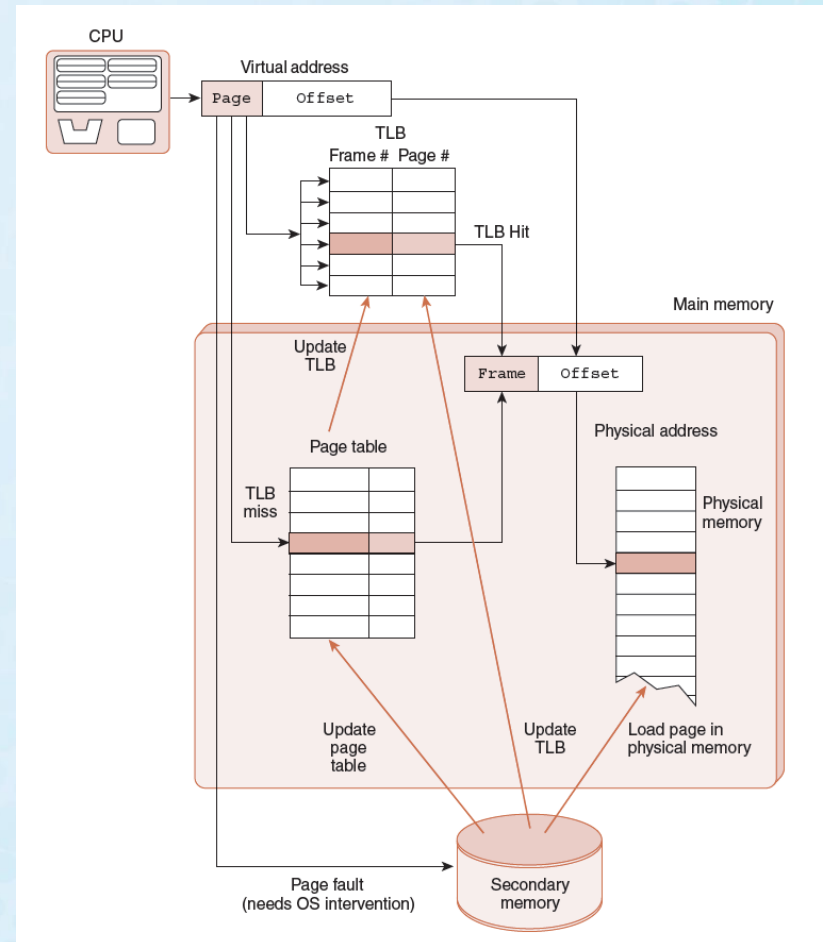 CPU
Virtual address
Page
Offset
TLB
Frame # Page #
TLB Hit
Main memory
Update
TLB
Frame
Offset
Physical address
Page table
TLB
miss
Physical
memory
Update
page
table
Update
TLB
Load page in
physical memory
Page fault
(needs OS intervention)
Secondary
memory